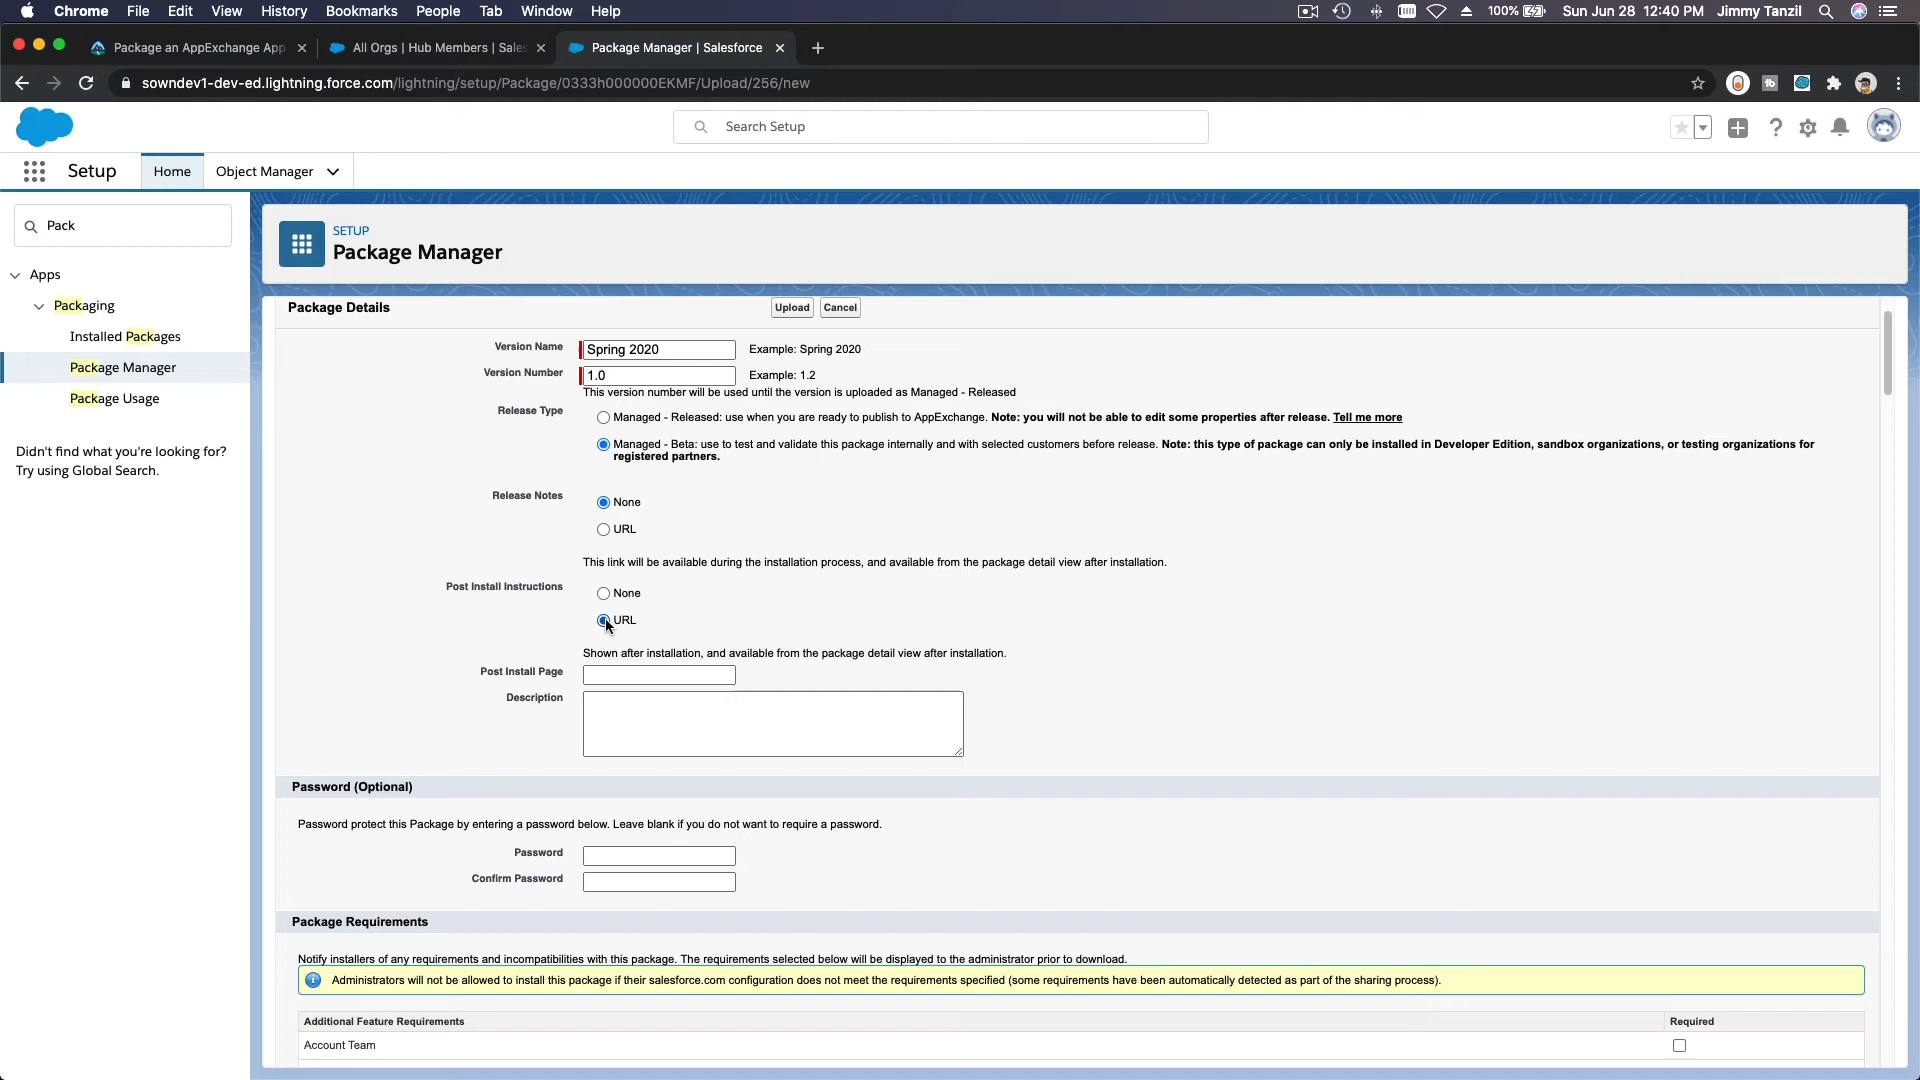 Chrome File Edit View History Bookmarks People Tab Window Help 100% Sun Jun 28 12:40 PM Jimmy Tanzil
Package an AppExchange App
All Orgs | Hub Members | Sales
Package Manager | Salesforce
sowndev1-dev-ed.lightning.force.com/lightning/setup/Package/0333h000000EKMF/Upload/256/new
Search Setup
Setup
Home
Object Manager
Pack
Apps
Packaging
Installed Packages
Package Manager
Package Usage
Didn't find what you're looking for?
Try using Global Search.
SETUP
Package Manager
Package Details
Upload
Cancel
Version Name
Spring 2020
Example: Spring 2020
Version Number
1.0
Example: 1.2
This version number will be used until the version is uploaded as Managed - Released
Release Type
Managed - Released: use when you are ready to publish to AppExchange. Note: you will not be able to edit some properties after release. Tell me more
Managed - Beta: use to test and validate this package internally and with selected customers before release. Note: this type of package can only be installed in Developer Edition, sandbox organizations, or testing organizations for
registered partners.
Release Notes
None
URL
This link will be available during the installation process, and available from the package detail view after installation.
Post Install Instructions
None
URL
Shown after installation, and available from the package detail view after installation.
Post Install Page
Description
Password (Optional)
Password protect this Package by entering a password below. Leave blank if you do not want to require a password.
Password
Confirm Password
Package Requirements
Notify installers of any requirements and incompatibilities with this package. The requirements selected below will be displayed to the administrator prior to download.
Administrators will not be allowed to install this package if their salesforce.com configuration does not meet the requirements specified (some requirements have been automatically detected as part of the sharing process).
Additional Feature Requirements
Required
Account Team